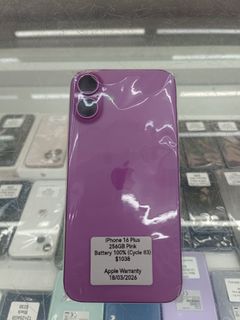 iPhone 16 Plus
256GB Pink
Battery 100% (Cycle 83)
$1038
Apple Warranty
18/03/2026